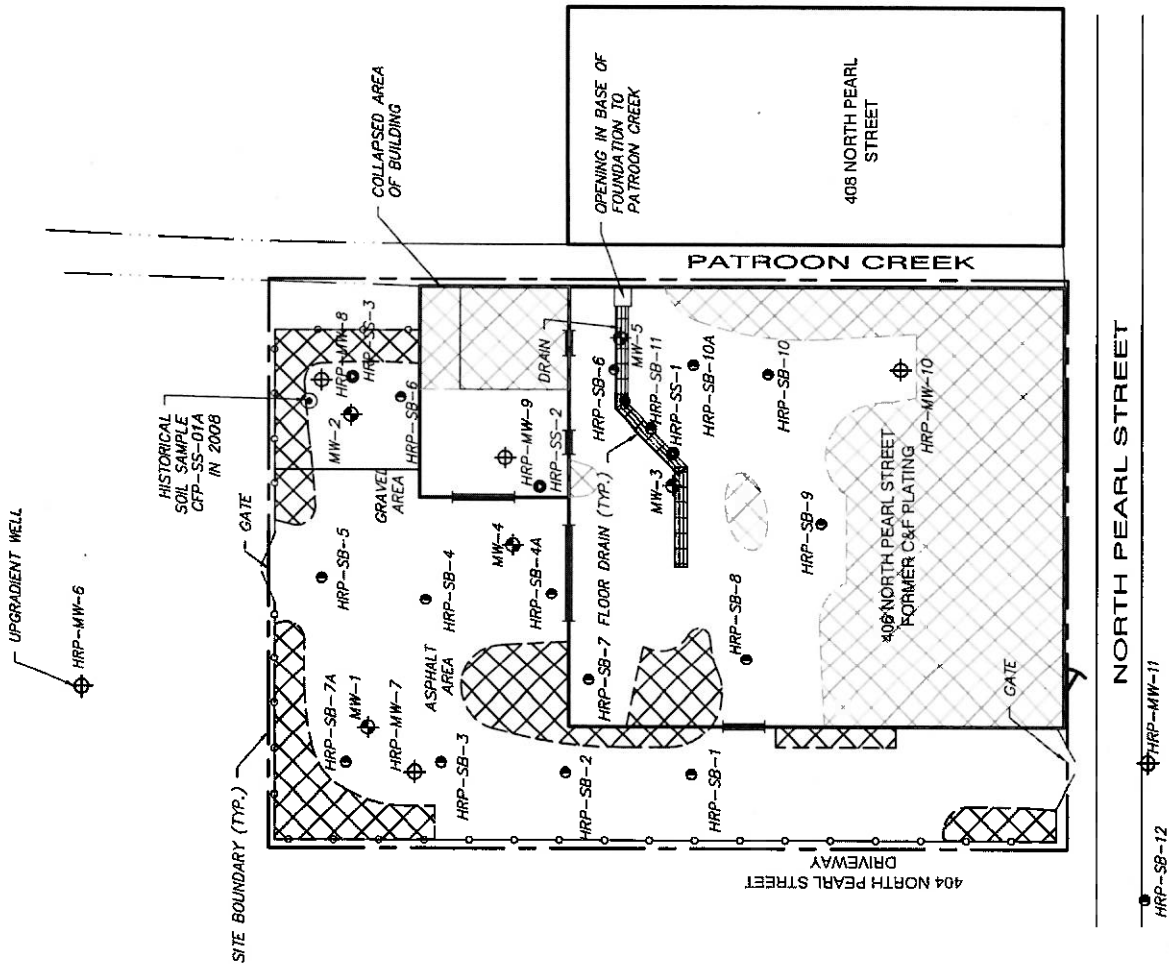 UPGRADIENT WELL
HRP-MW-6
SITE BOUNDARY (TYP.)
GATE
HISTORICAL
SOIL SAMPLE
CFP-SS-01A
IN 2008
COLLAPSED AREA
OF BUILDING
OPENING IN BASE OF
FOUNDATION TO
PATROON CREEK
408 NORTH PEARL
STREET
PATROON CREEK
HRP-MW-8
HRP-SS-3
MW-2
HRP-SB-6
GRAVEL
AREA
HRP-SB-5
HRP-SB-4
MW-4
HRP-SB-4A
HRP-MW-9
HRP-SS-2
DRAIN
HRP-SB-7A
MW-1
HRP-MW-7
ASPHALT
AREA
HRP-SB-3
HRP-SB-2
HRP-SB-1
HRP-SB-7
FLOOR DRAIN (TYP.)
HRP-SB-6
MW-5
HRP-SB-11
HRP-SS-1
HRP-SB-10A
HRP-SB-10
MW-3
HRP-SB-8
HRP-SB-9
HRP-MW-10
406 NORTH PEARL STREET
FORMER C&F PLATING
GATE
404 NORTH PEARL STREET
DRIVEWAY
NORTH PEARL STREET
HRP-MW-11
HRP-SB-12